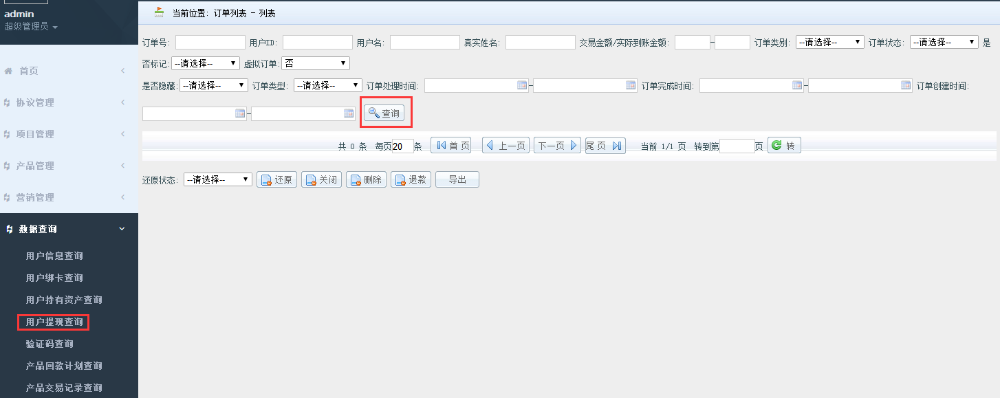 admin
超级管理员
首页
协议管理
项目管理
产品管理
营销管理
数据查询
用户信息查询
用户绑卡查询
用户持有资产查询
用户提现查询
验证码查询
产品回款计划查询
产品交易记录查询
当前位置: 订单列表 - 列表
订单号: 用户ID: 用户名: 真实姓名: 交易金额/实际到账金额: - 订单类别: --请选择-- 订单状态: --请选择-- 是
否标记: --请选择-- 虚拟订单: 否
是否隐藏: --请选择-- 订单类型: --请选择-- 订单处理时间: - 订单完成时间: - 订单创建时间:
- 查询
共 0 条 每页20条 首 页 上一页 下一页 尾 页 当前 1/1 页 转到第 页 转
还原状态: --请选择-- 还原 关闭 删除 退款 导出